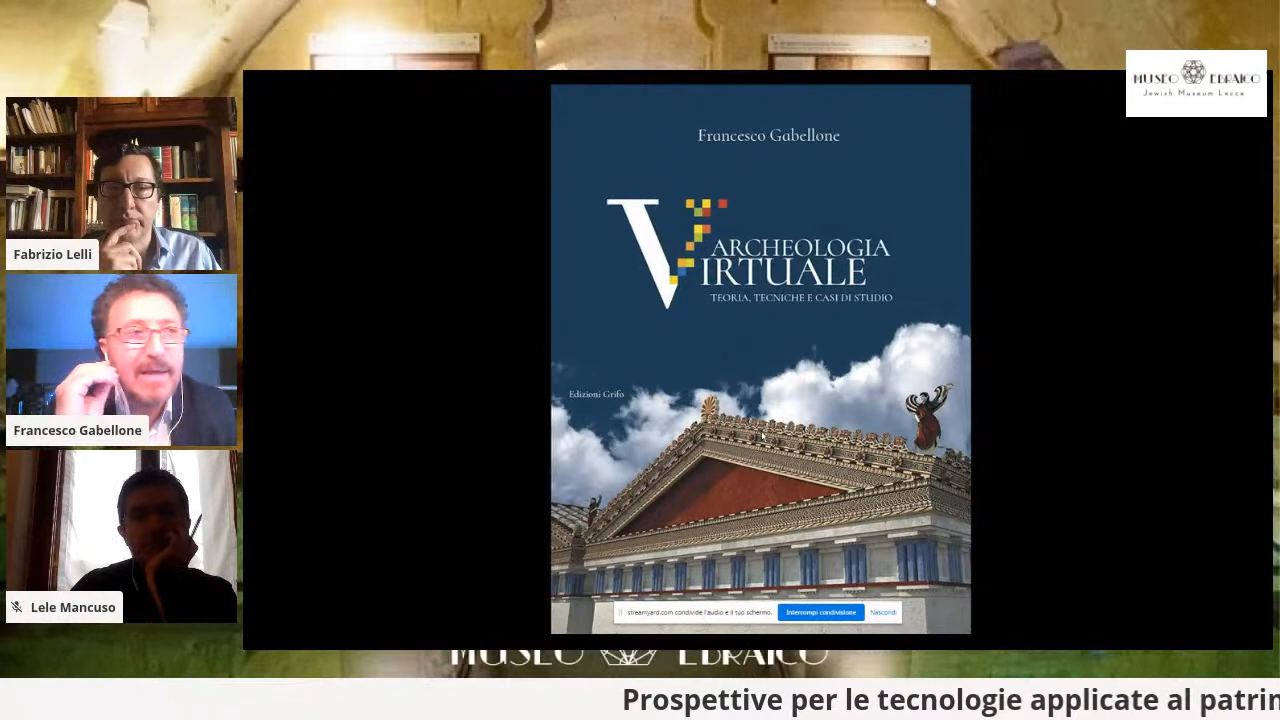 MUSEO EBRAICO
Jewish Museum Lecce
Fabrizio Lelli
Francesco Gabellone
Lele Mancuso
Francesco Gabellone
ARCHEOLOGIA
VIRTUALE
TEORIA, TECNICHE E CASI DI STUDIO
Edizioni Grifo
streamyard.com condivide l'audio e il tuo schermo.
Interrompi condivisione
Nascondi
MUSEO EBRAICO
Prospettive per le tecnologie applicate al patrim